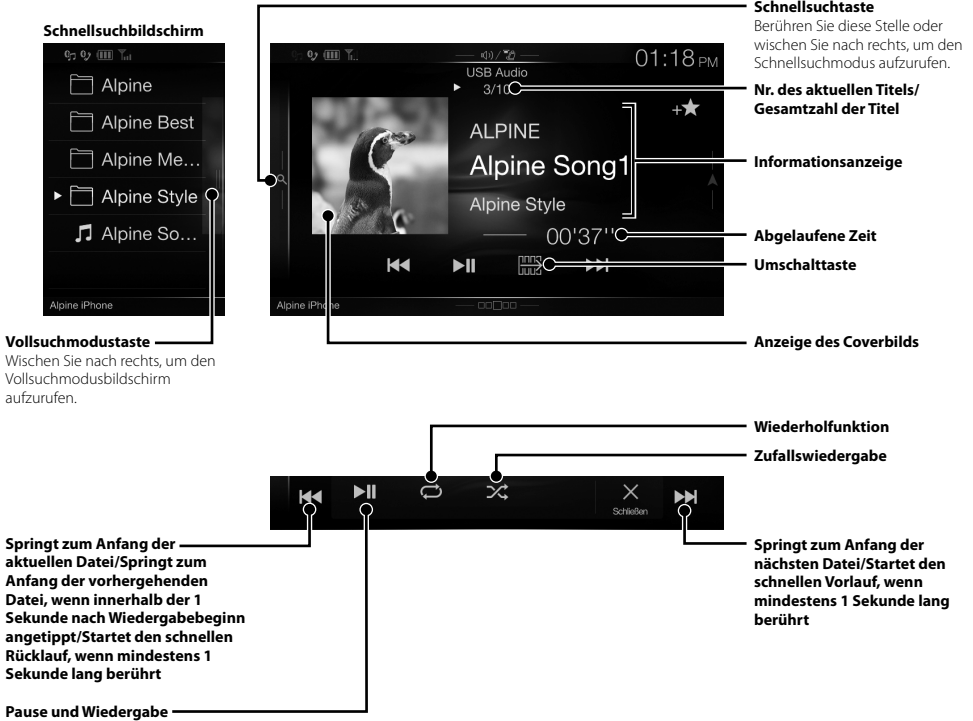 Schnellsuchbildschirm
Alpine
Alpine Best
Alpine Me...
Alpine Style
Alpine So...
Alpine iPhone
Vollsuchmodustaste
Wischen Sie nach rechts, um den
Vollsuchmodusbildschirm
aufzurufen.
01:18 PM
USB Audio
3/10
ALPINE
Alpine Song1
Alpine Style
00'37''
Alpine iPhone
Schnellsuchtaste
Berühren Sie diese Stelle oder
wischen Sie nach rechts, um den
Schnellsuchmodus aufzurufen.
Nr. des aktuellen Titels/
Gesamtzahl der Titel
Informationsanzeige
Abgelaufene Zeit
Umschalttaste
Anzeige des Coverbilds
Wiederholfunktion
Zufallswiedergabe
Schließen
Springt zum Anfang der
aktuellen Datei/Springt zum
Anfang der vorhergehenden
Datei, wenn innerhalb der 1
Sekunde nach Wiedergabebeginn
angetippt/Startet den schnellen
Rücklauf, wenn mindestens 1
Sekunde lang berührt
Pause und Wiedergabe
Springt zum Anfang der
nächsten Datei/Startet den
schnellen Vorlauf, wenn
mindestens 1 Sekunde lang
berührt